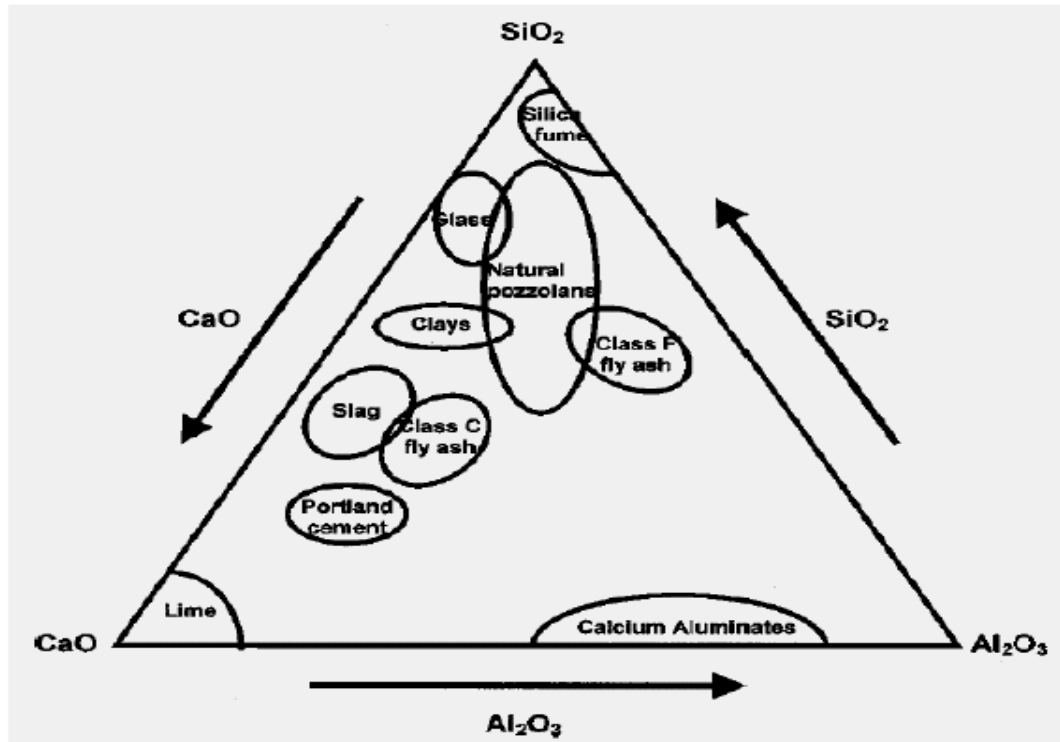 SiO₂
Silica
fume
Glass
Natural
pozzolans
CaO
SiO₂
Clays
Class F
fly ash
Slag
Class C
fly ash
Portland
cement
Lime
Calcium Aluminates
CaO
Al₂O₃
Al₂O₃